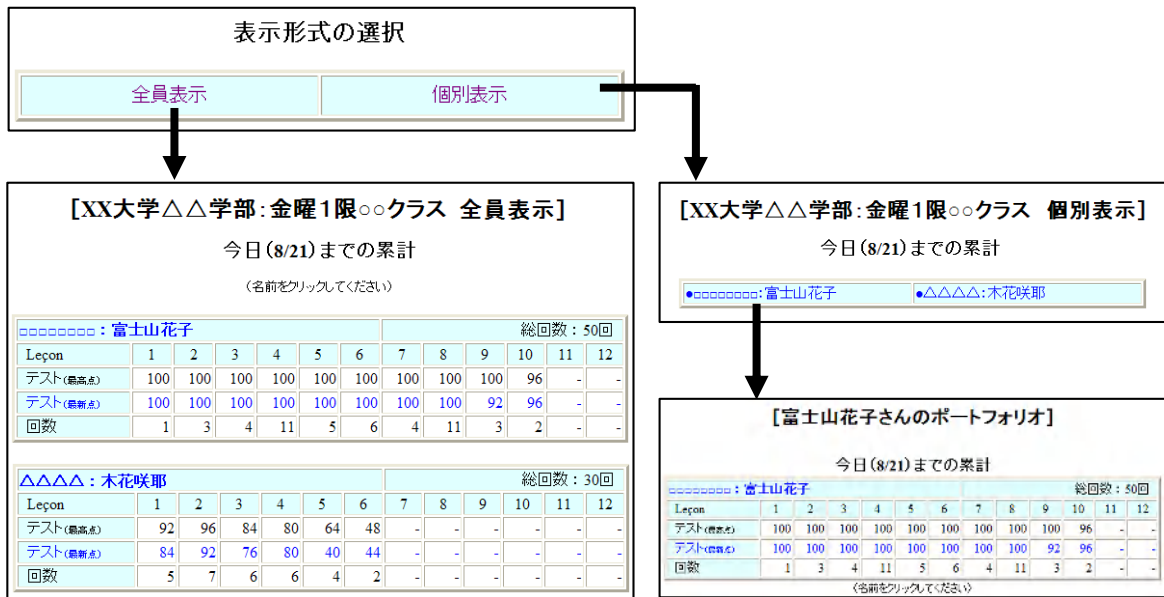 表示形式の選択
全員表示 個別表示
[XX大学△△学部:金曜1限○○クラス 全員表示]
今日(8/21)までの累計
(名前をクリックしてください)
□□□□□□□□:富士山花子 総回数:50回
Leçon 1 2 3 4 5 6 7 8 9 10 11 12
テスト(最高点) 100 100 100 100 100 100 100 100 100 96 - -
テスト(最新点) 100 100 100 100 100 100 100 100 92 96 - -
回数 1 3 4 11 5 6 4 11 3 2 - -
△△△△:木花咲耶 総回数:30回
Leçon 1 2 3 4 5 6 7 8 9 10 11 12
テスト(最高点) 92 96 84 80 64 48 - - - - - -
テスト(最新点) 84 92 76 80 40 44 - - - - - -
回数 5 7 6 6 4 2 - - - - - -
[XX大学△△学部:金曜1限○○クラス 個別表示]
今日(8/21)までの累計
●□□□□□□□□:富士山花子 ●△△△△:木花咲耶
[富士山花子さんのポートフォリオ]
今日(8/21)までの累計
□□□□□□□□:富士山花子 総回数:50回
Leçon 1 2 3 4 5 6 7 8 9 10 11 12
テスト(最高点) 100 100 100 100 100 100 100 100 100 96 - -
テスト(最新点) 100 100 100 100 100 100 100 100 92 96 - -
回数 1 3 4 11 5 6 4 11 3 2 - -
(名前をクリックしてください)